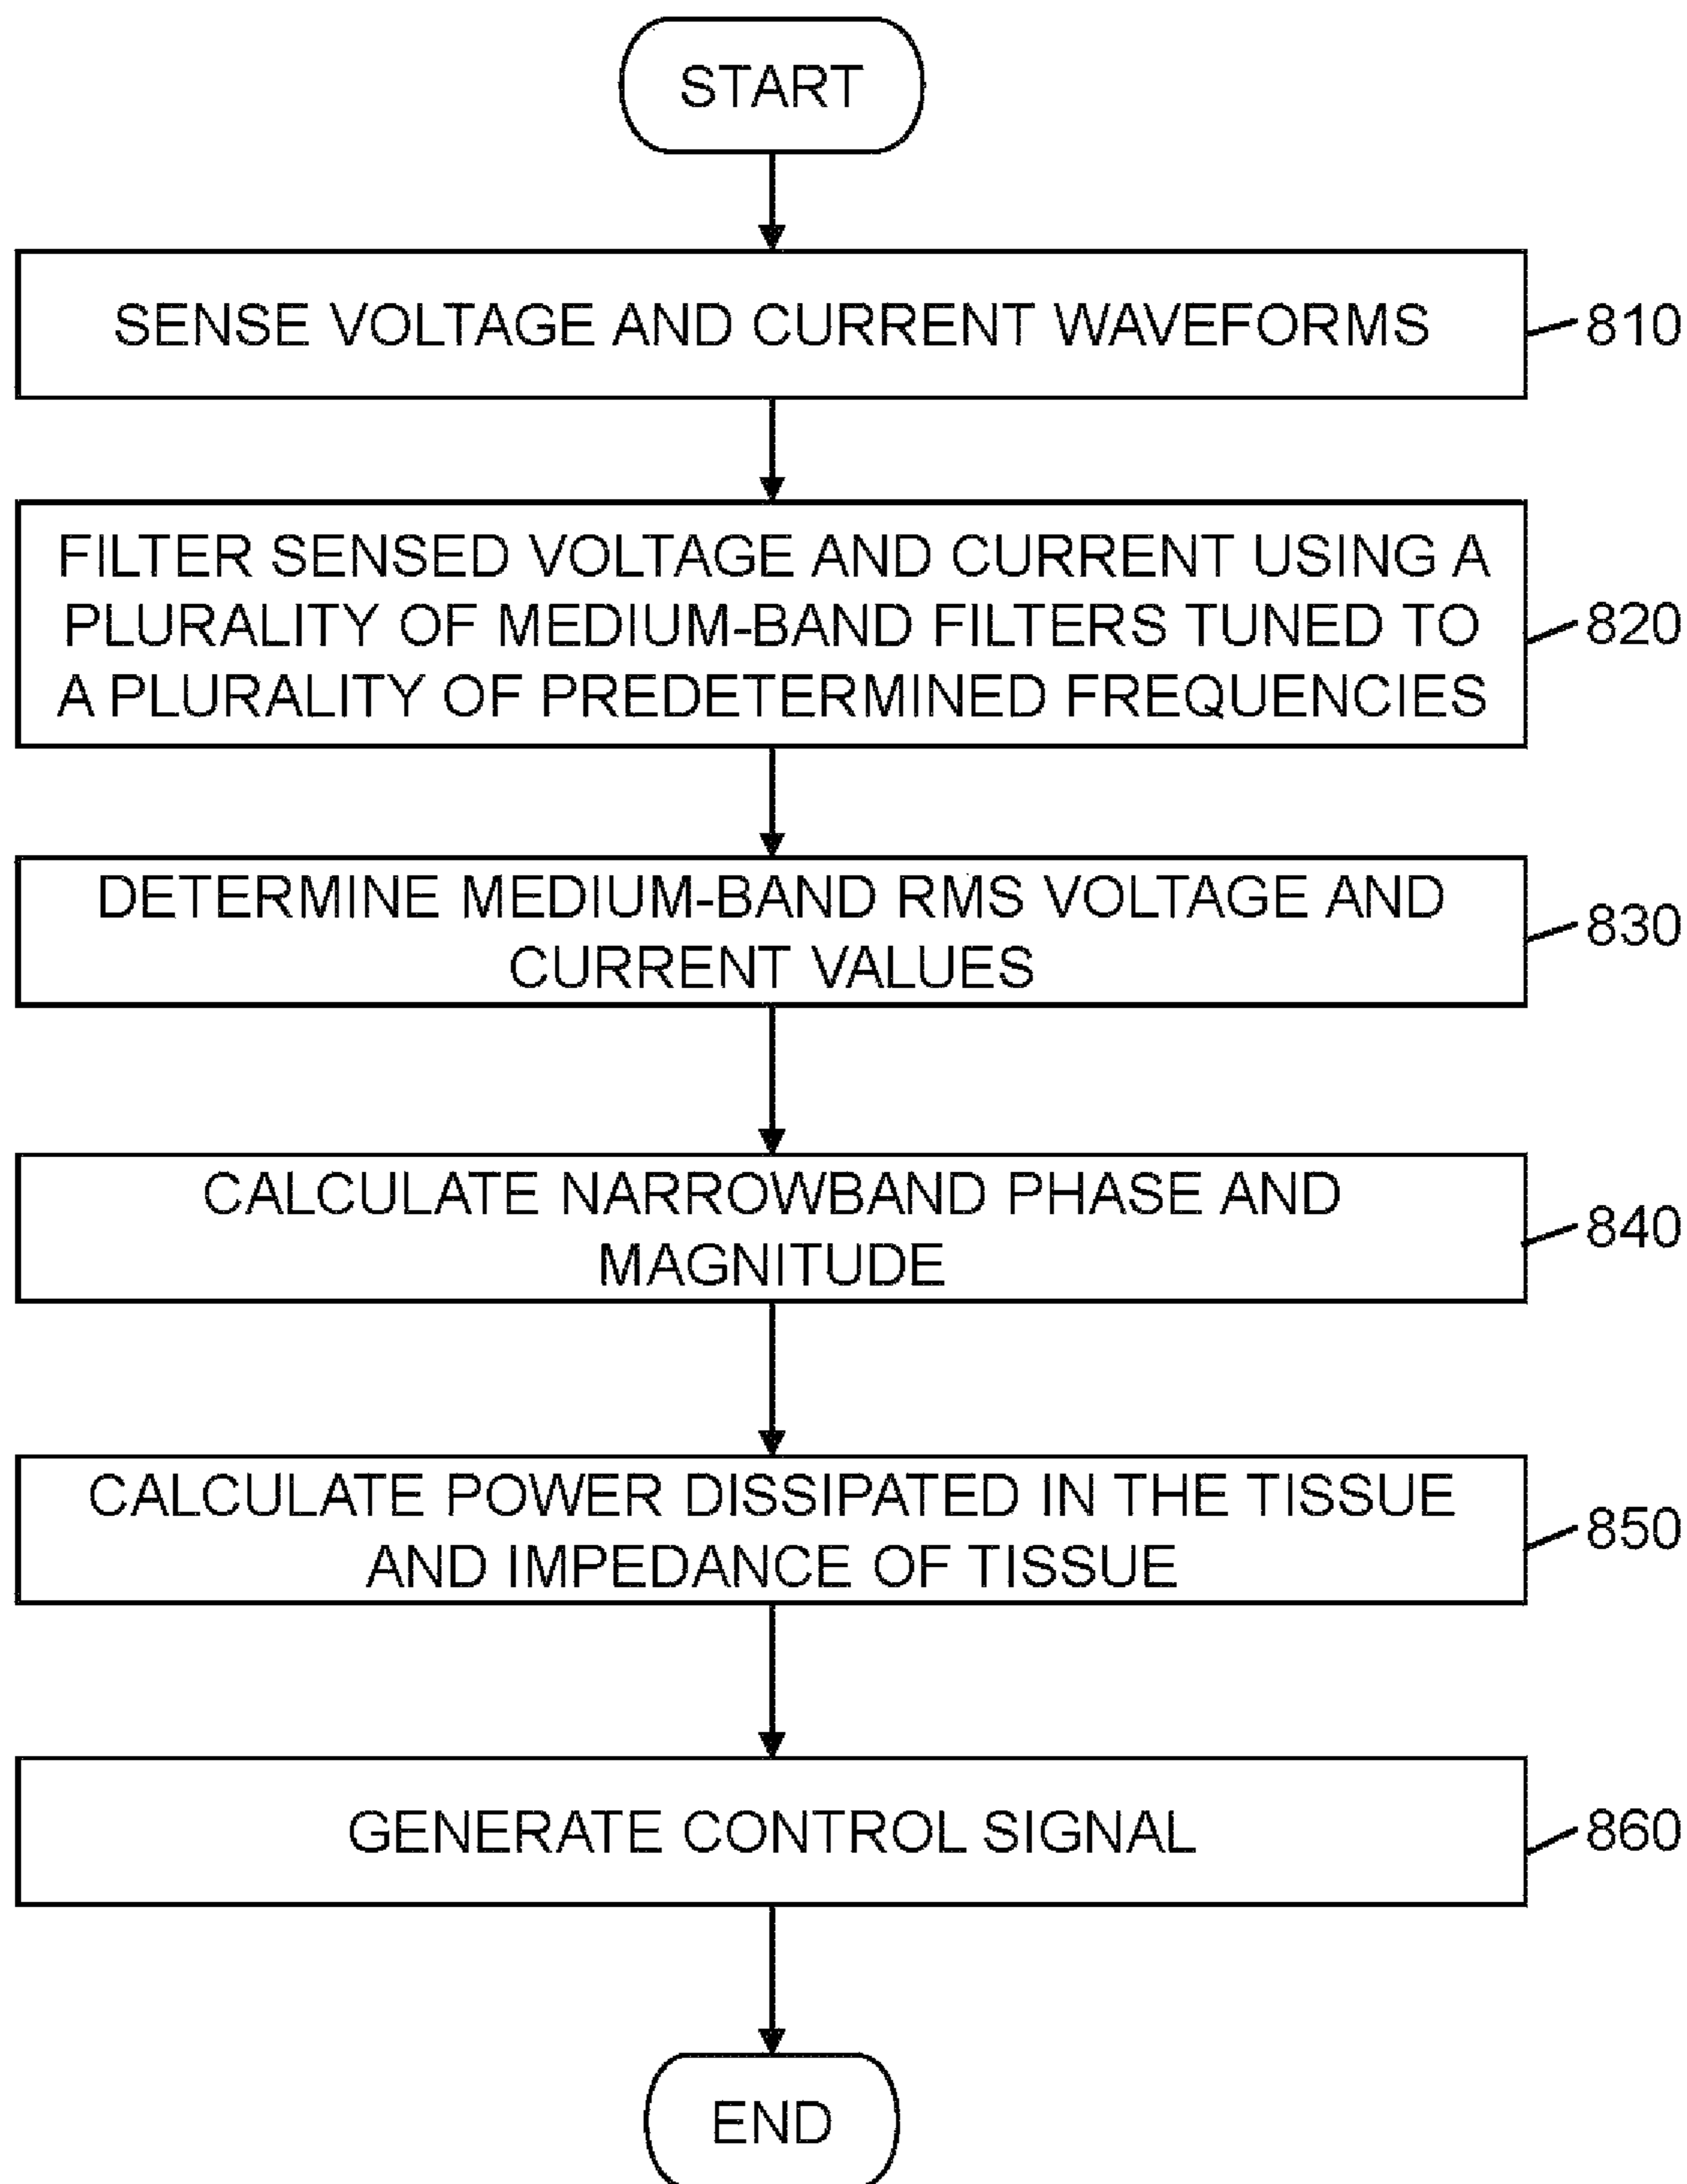 START
SENSE VOLTAGE AND CURRENT WAVEFORMS
810
FILTER SENSED VOLTAGE AND CURRENT USING A
PLURALITY OF MEDIUM-BAND FILTERS TUNED TO
A PLURALITY OF PREDETERMINED FREQUENCIES
820
DETERMINE MEDIUM-BAND RMS VOLTAGE AND
CURRENT VALUES
830
CALCULATE NARROWBAND PHASE AND
MAGNITUDE
840
CALCULATE POWER DISSIPATED IN THE TISSUE
AND IMPEDANCE OF TISSUE
850
GENERATE CONTROL SIGNAL
860
END